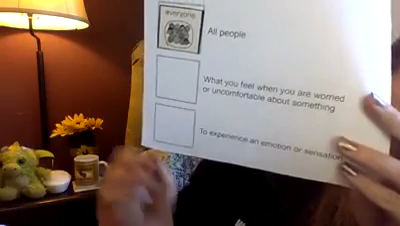 everyone
All people
What you feel when you are worried
or uncomfortable about something
To experience an emotion or sensation